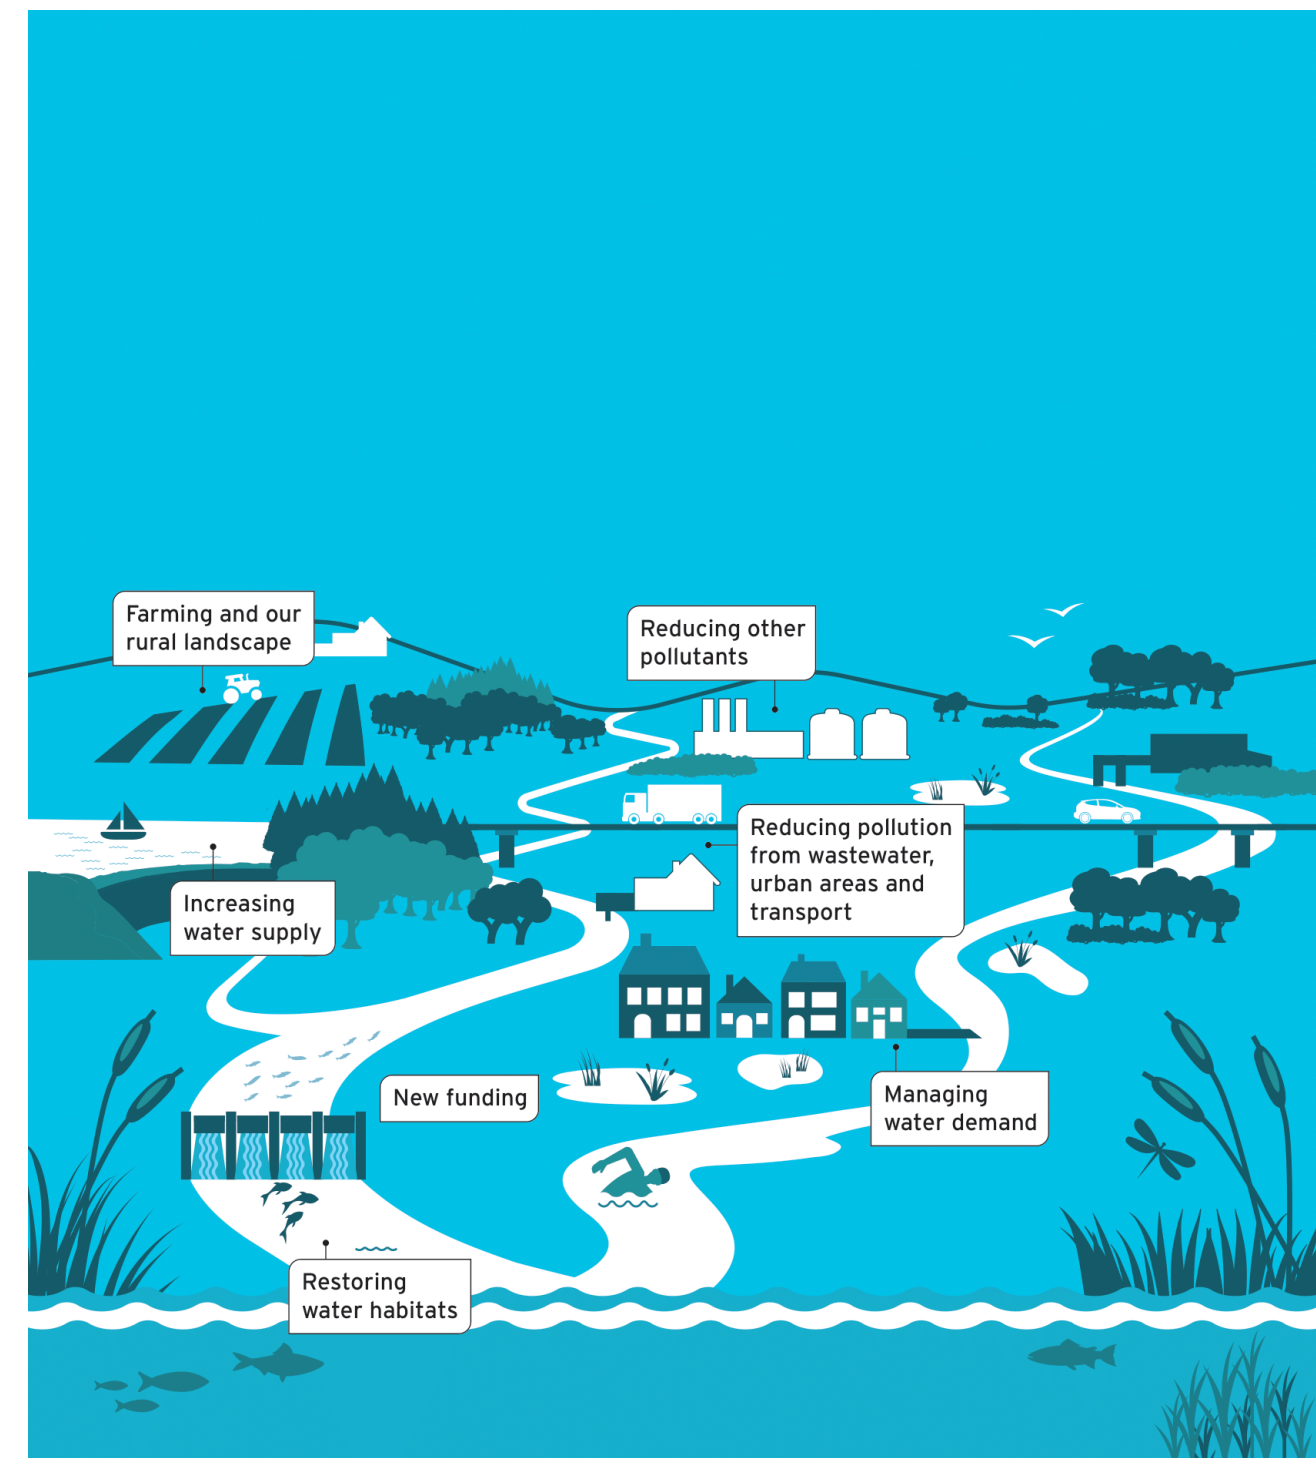 Farming and our
rural landscape
Reducing other
pollutants
Reducing pollution
from wastewater,
urban areas and
transport
Increasing
water supply
New funding
Managing
water demand
Restoring
water habitats